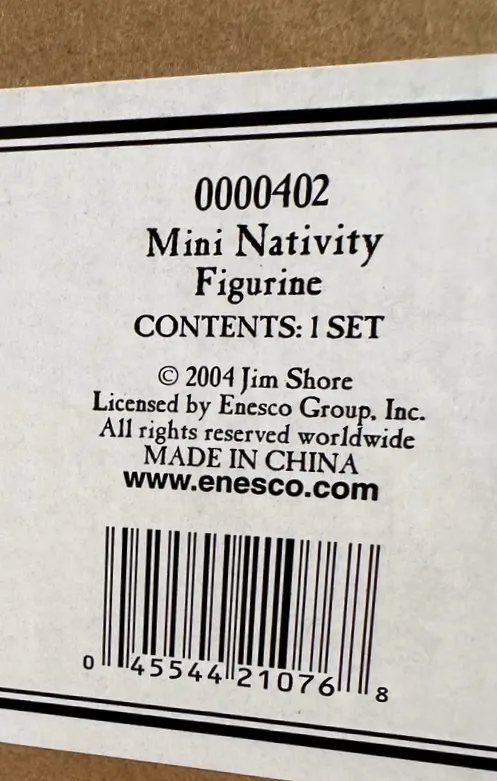 0000402
Mini Nativity
Figurine
CONTENTS: 1 SET
© 2004 Jim Shore
Licensed by Enesco Group, Inc.
All rights reserved worldwide
MADE IN CHINA
www.enesco.com
0 45544 21076 8